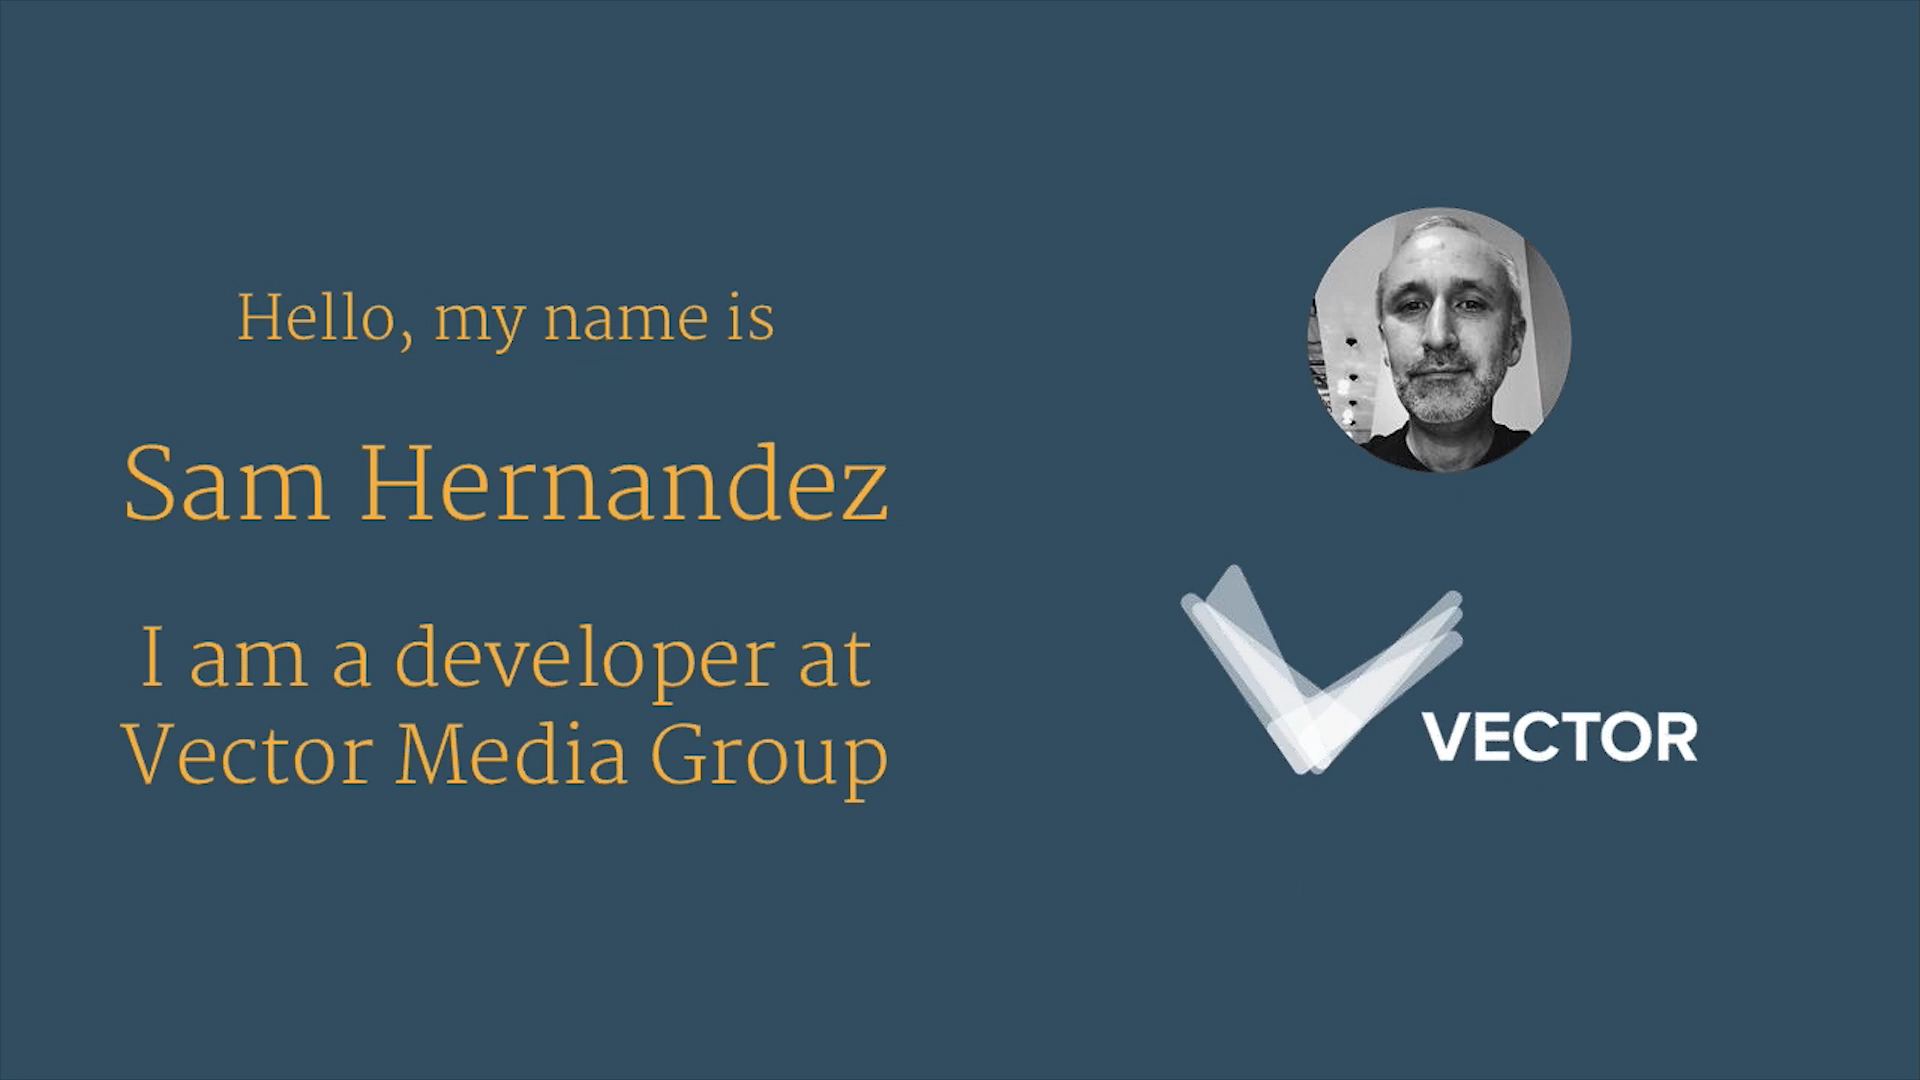 Hello, my name is
Sam Hernandez
I am a developer at
Vector Media Group
VECTOR